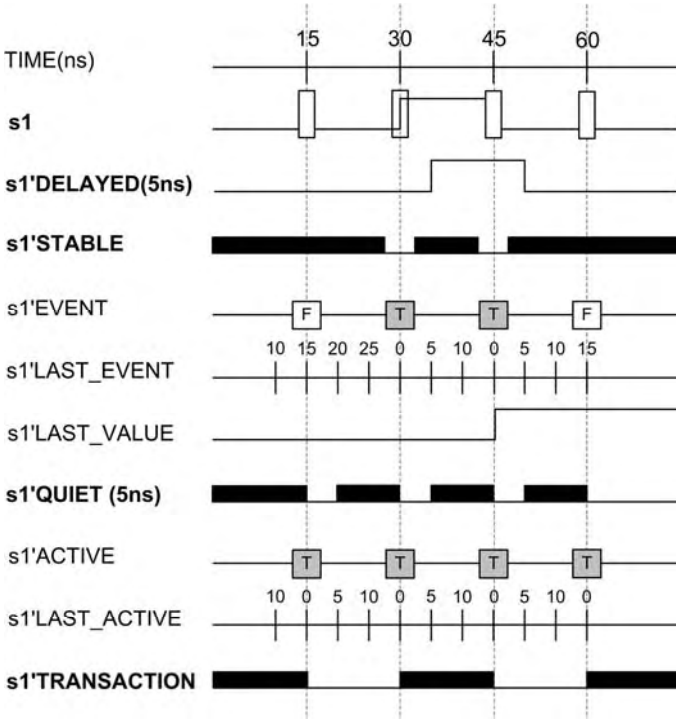 15 30 45 60
TIME(ns)
s1
s1'DELAYED(5ns)
s1'STABLE
s1'EVENT F T T F
10 15 20 25 0 5 10 0 5 10 15
s1'LAST_EVENT
s1'LAST_VALUE
s1'QUIET (5ns)
s1'ACTIVE T T T T
10 0 5 10 0 5 10 0 5 10 0
s1'LAST_ACTIVE
s1'TRANSACTION